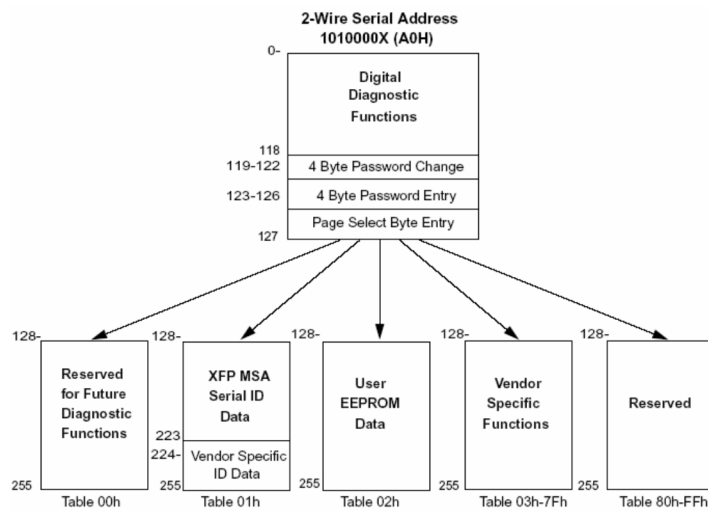 2-Wire Serial Address
1010000X (A0H)
0-
Digital
Diagnostic
Functions
118
119-122
4 Byte Password Change
123-126
4 Byte Password Entry
Page Select Byte Entry
127
128-
Reserved
for Future
Diagnostic
Functions
255
Table 00h
128-
XFP MSA
Serial ID
Data
223
224-
Vendor Specific
ID Data
255
Table 01h
128-
User
EEPROM
Data
255
Table 02h
128-
Vendor
Specific
Functions
255
Table 03h-7Fh
128-
Reserved
255
Table 80h-FFh